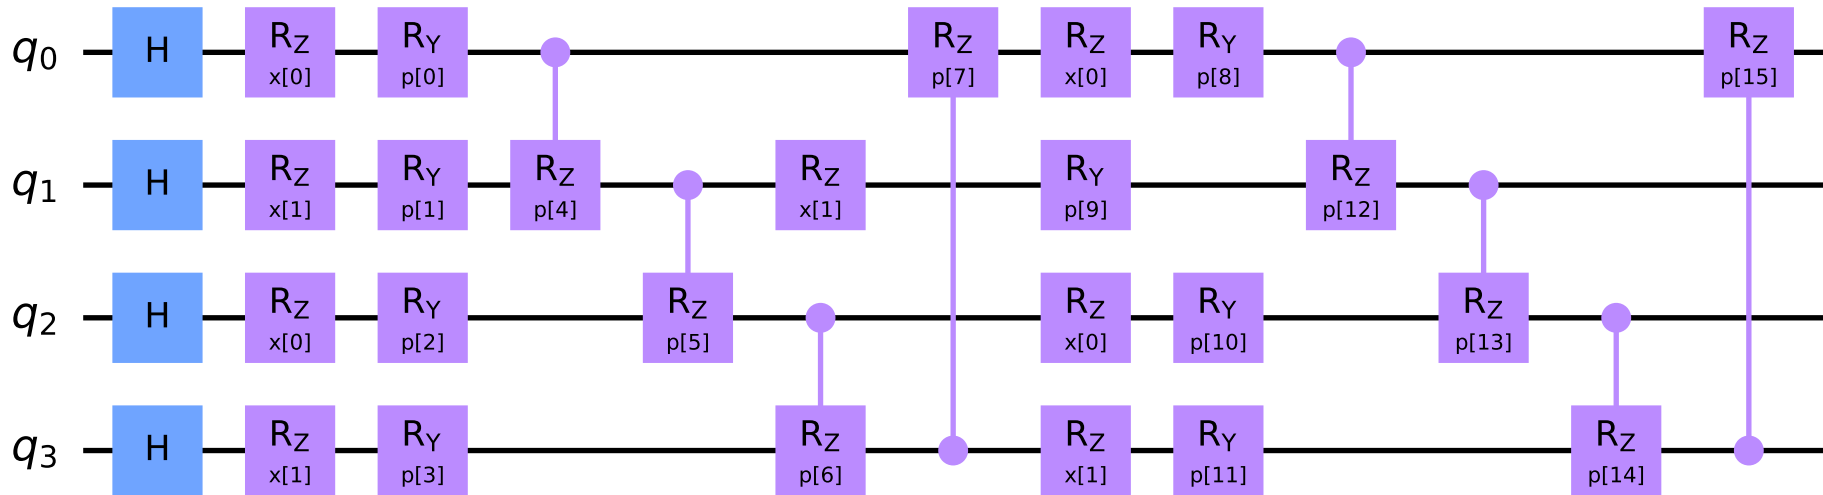 q0 H RZ x[0] RY p[0] RZ p[7] RZ x[0] RY p[8] RZ p[15]
q1 H RZ x[1] RY p[1] RZ p[4] RZ x[1] RY p[9] RZ p[12]
q2 H RZ x[0] RY p[2] RZ p[5] RZ x[0] RY p[10] RZ p[13]
q3 H RZ x[1] RY p[3] RZ p[6] RZ x[1] RY p[11] RZ p[14]